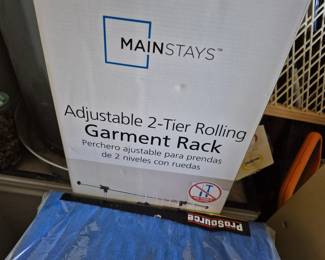 MAINSTAYS™
Adjustable 2-Tier Rolling
Garment Rack
Perchero ajustable para prendas
de 2 niveles con ruedas
ProSource